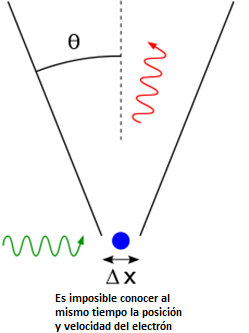 θ
Δx
Es imposible conocer al
mismo tiempo la posición
y velocidad del electrón